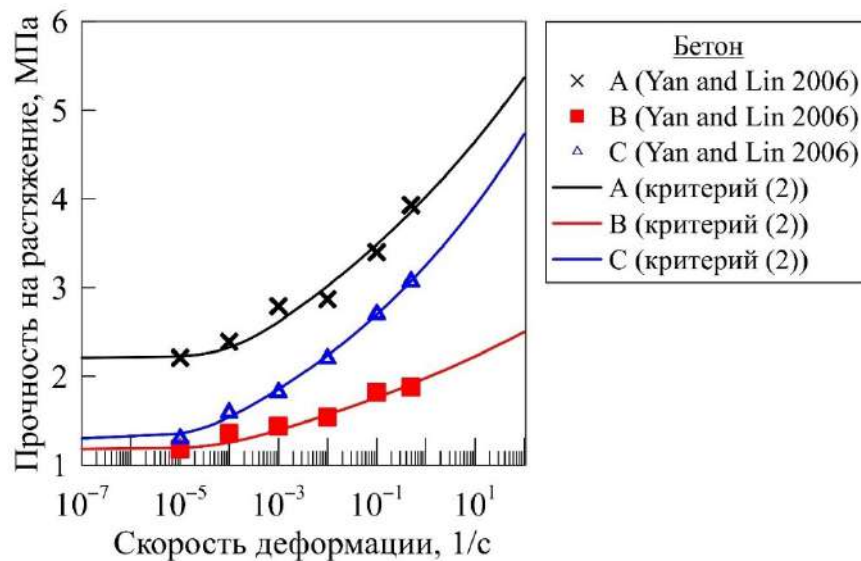 Прочность на растяжение, МПа
6
5
4
3
2
1
10⁻⁷
10⁻⁵
10⁻³
10⁻¹
10¹
Скорость деформации, 1/с
Бетон
A (Yan and Lin 2006)
B (Yan and Lin 2006)
C (Yan and Lin 2006)
A (критерий (2))
B (критерий (2))
C (критерий (2))